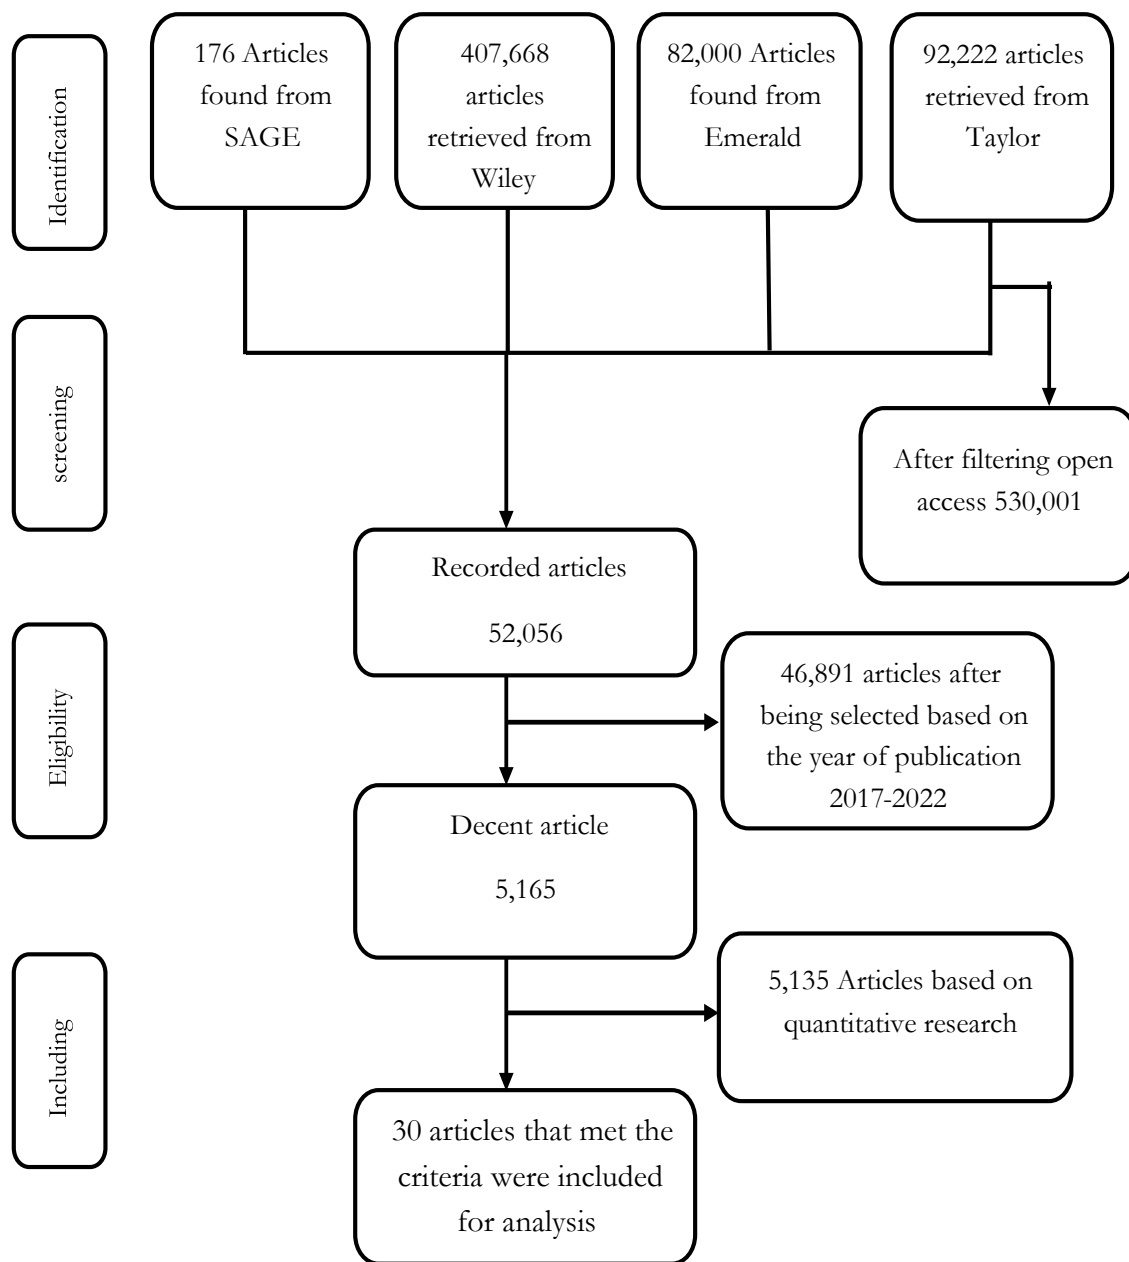 Identification
176 Articles
found from
SAGE
407,668
articles
retrieved from
Wiley
82,000 Articles
found from
Emerald
92,222 articles
retrieved from
Taylor
screening
After filtering open
access 530,001
Recorded articles
52,056
Eligibility
46,891 articles after
being selected based on
the year of publication
2017-2022
Decent article
5,165
Including
5,135 Articles based on
quantitative research
30 articles that met the
criteria were included
for analysis